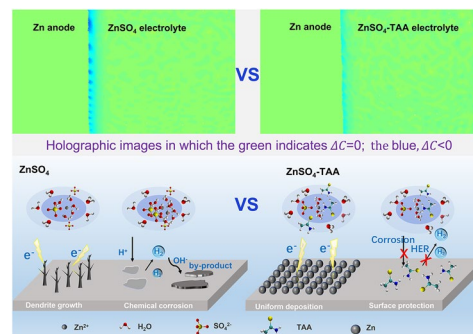 Zn anode ZnSO₄ electrolyte
VS
Zn anode ZnSO₄-TAA electrolyte
Holographic images in which the green indicates ΔC=0; the blue, ΔC<0
ZnSO₄
e⁻ e⁻
H⁺
H₂
H₂
OH⁻
by-product
Dendrite growth
Chemical corrosion
VS
ZnSO₄-TAA
e⁻ e⁻
Corrosion
HER
H₂
H₂
Uniform deposition
Surface protection
Zn²⁺ H₂O SO₄²⁻ TAA Zn